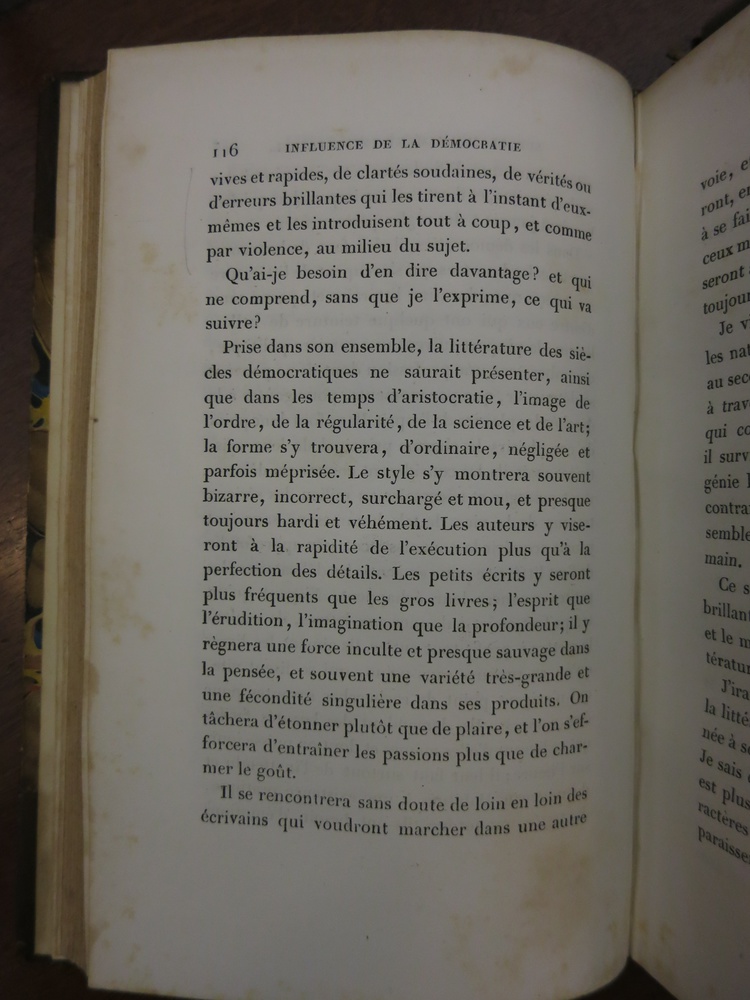 116 INFLUENCE DE LA DÉMOCRATIE
vives et rapides, de clartés soudaines, de vérités ou
d'erreurs brillantes qui les tirent à l'instant d'eux-
mêmes et les introduisent tout à coup, et comme
par violence, au milieu du sujet.
Qu'ai-je besoin d'en dire davantage? et qui
ne comprend, sans que je l'exprime, ce qui va
suivre?
Prise dans son ensemble, la littérature des siè-
cles démocratiques ne saurait présenter, ainsi
que dans les temps d'aristocratie, l'image de
l'ordre, de la régularité, de la science et de l'art;
la forme s'y trouvera, d'ordinaire, négligée et
parfois méprisée. Le style s'y montrera souvent
bizarre, incorrect, surchargé et mou, et presque
toujours hardi et véhément. Les auteurs y vise-
ront à la rapidité de l'exécution plus qu'à la
perfection des détails. Les petits écrits y seront
plus fréquents que les gros livres; l'esprit que
l'érudition, l'imagination que la profondeur; il y
règnera une force inculte et presque sauvage dans
la pensée, et souvent une variété très-grande et
une fécondité singulière dans ses produits. On
tâchera d'étonner plutôt que de plaire, et l'on s'ef-
forcera d'entraîner les passions plus que de char-
mer le goût.
Il se rencontrera sans doute de loin en loin des
écrivains qui voudront marcher dans une autre
voie, e
ront, en
à se fai
ceux m
seront
toujour
Je v
les nat
au sec
à trav
qui co
il surv
génie
contra
semble
main.
Ce s
brillant
et le m
tératur
J'ira
la litté
née à s
Je sais
est plus
ractères
paraisse